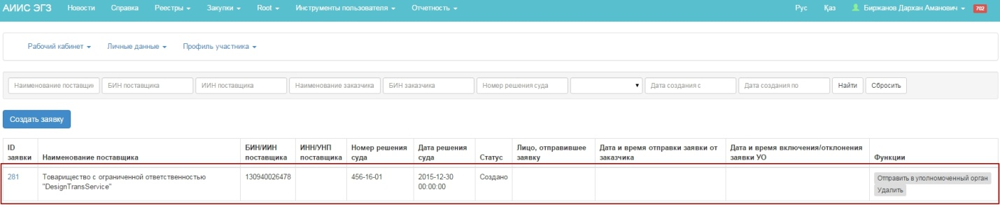 АИИС ЭГЗ Новости Справка Реестры Закупки Root Инструменты пользователя Отчетность Рус Қаз Биржанов Дархан Аманович 702
Рабочий кабинет Личные данные Профиль участника
Наименование поставщик БИН поставщика ИИН поставщика Наименование заказчика БИН заказчика Номер решения суда Дата создания с Дата создания по Найти Сбросить
Создать заявку
ID заявки Наименование поставщика БИН/ИИН поставщика ИНН/УНП поставщика Номер решения суда Дата решения суда Статус Лицо, отправившее заявку Дата и время отправки заявки от заказчика Дата и время включения/отклонения заявки УО Функции
281 Товарищество с ограниченной ответственностью "DesignTransService" 130940026478 456-16-01 2015-12-30 00:00:00 Создано Отправить в уполномоченный орган
Удалить